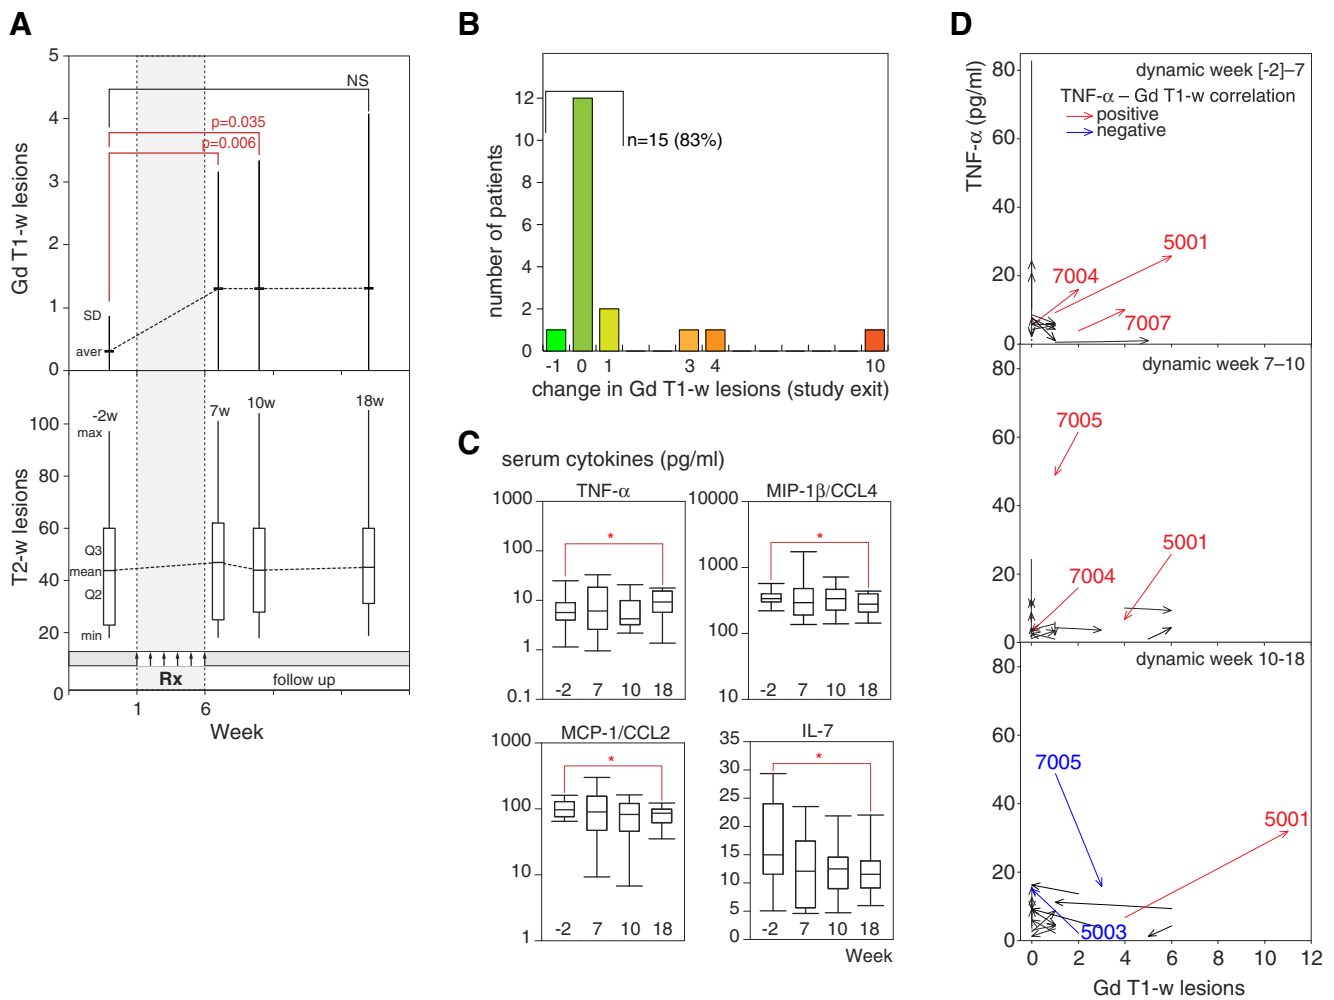 A
5
4
3
2
1
0
Gd T1-w lesions
NS
p=0.035
p=0.006
SD
aver
100
80
60
40
20
0
T2-w lesions
-2w
max
7w
10w
18w
Q3
mean
Q2
min
Rx
follow up
1
6
Week
B
12
10
8
6
4
2
0
number of patients
n=15 (83%)
-1 0 1 3 4 10
change in Gd T1-w lesions (study exit)
C
serum cytokines (pg/ml)
TNF-α
1000
100
10
1
0.1
*
-2 7 10 18
MIP-1β/CCL4
10000
1000
100
10
*
-2 7 10 18
MCP-1/CCL2
1000
100
10
1
*
-2 7 10 18
IL-7
35
30
25
20
15
10
5
0
*
-2 7 10 18
Week
D
TNF-α (pg/ml)
80
60
40
20
0
dynamic week [-2]–7
TNF-α – Gd T1-w correlation
positive
negative
5001
7004
7007
dynamic week 7–10
80
60
40
20
0
7005
5001
7004
dynamic week 10-18
80
60
40
20
0
7005
5001
5003
0 2 4 6 8 10 12
Gd T1-w lesions